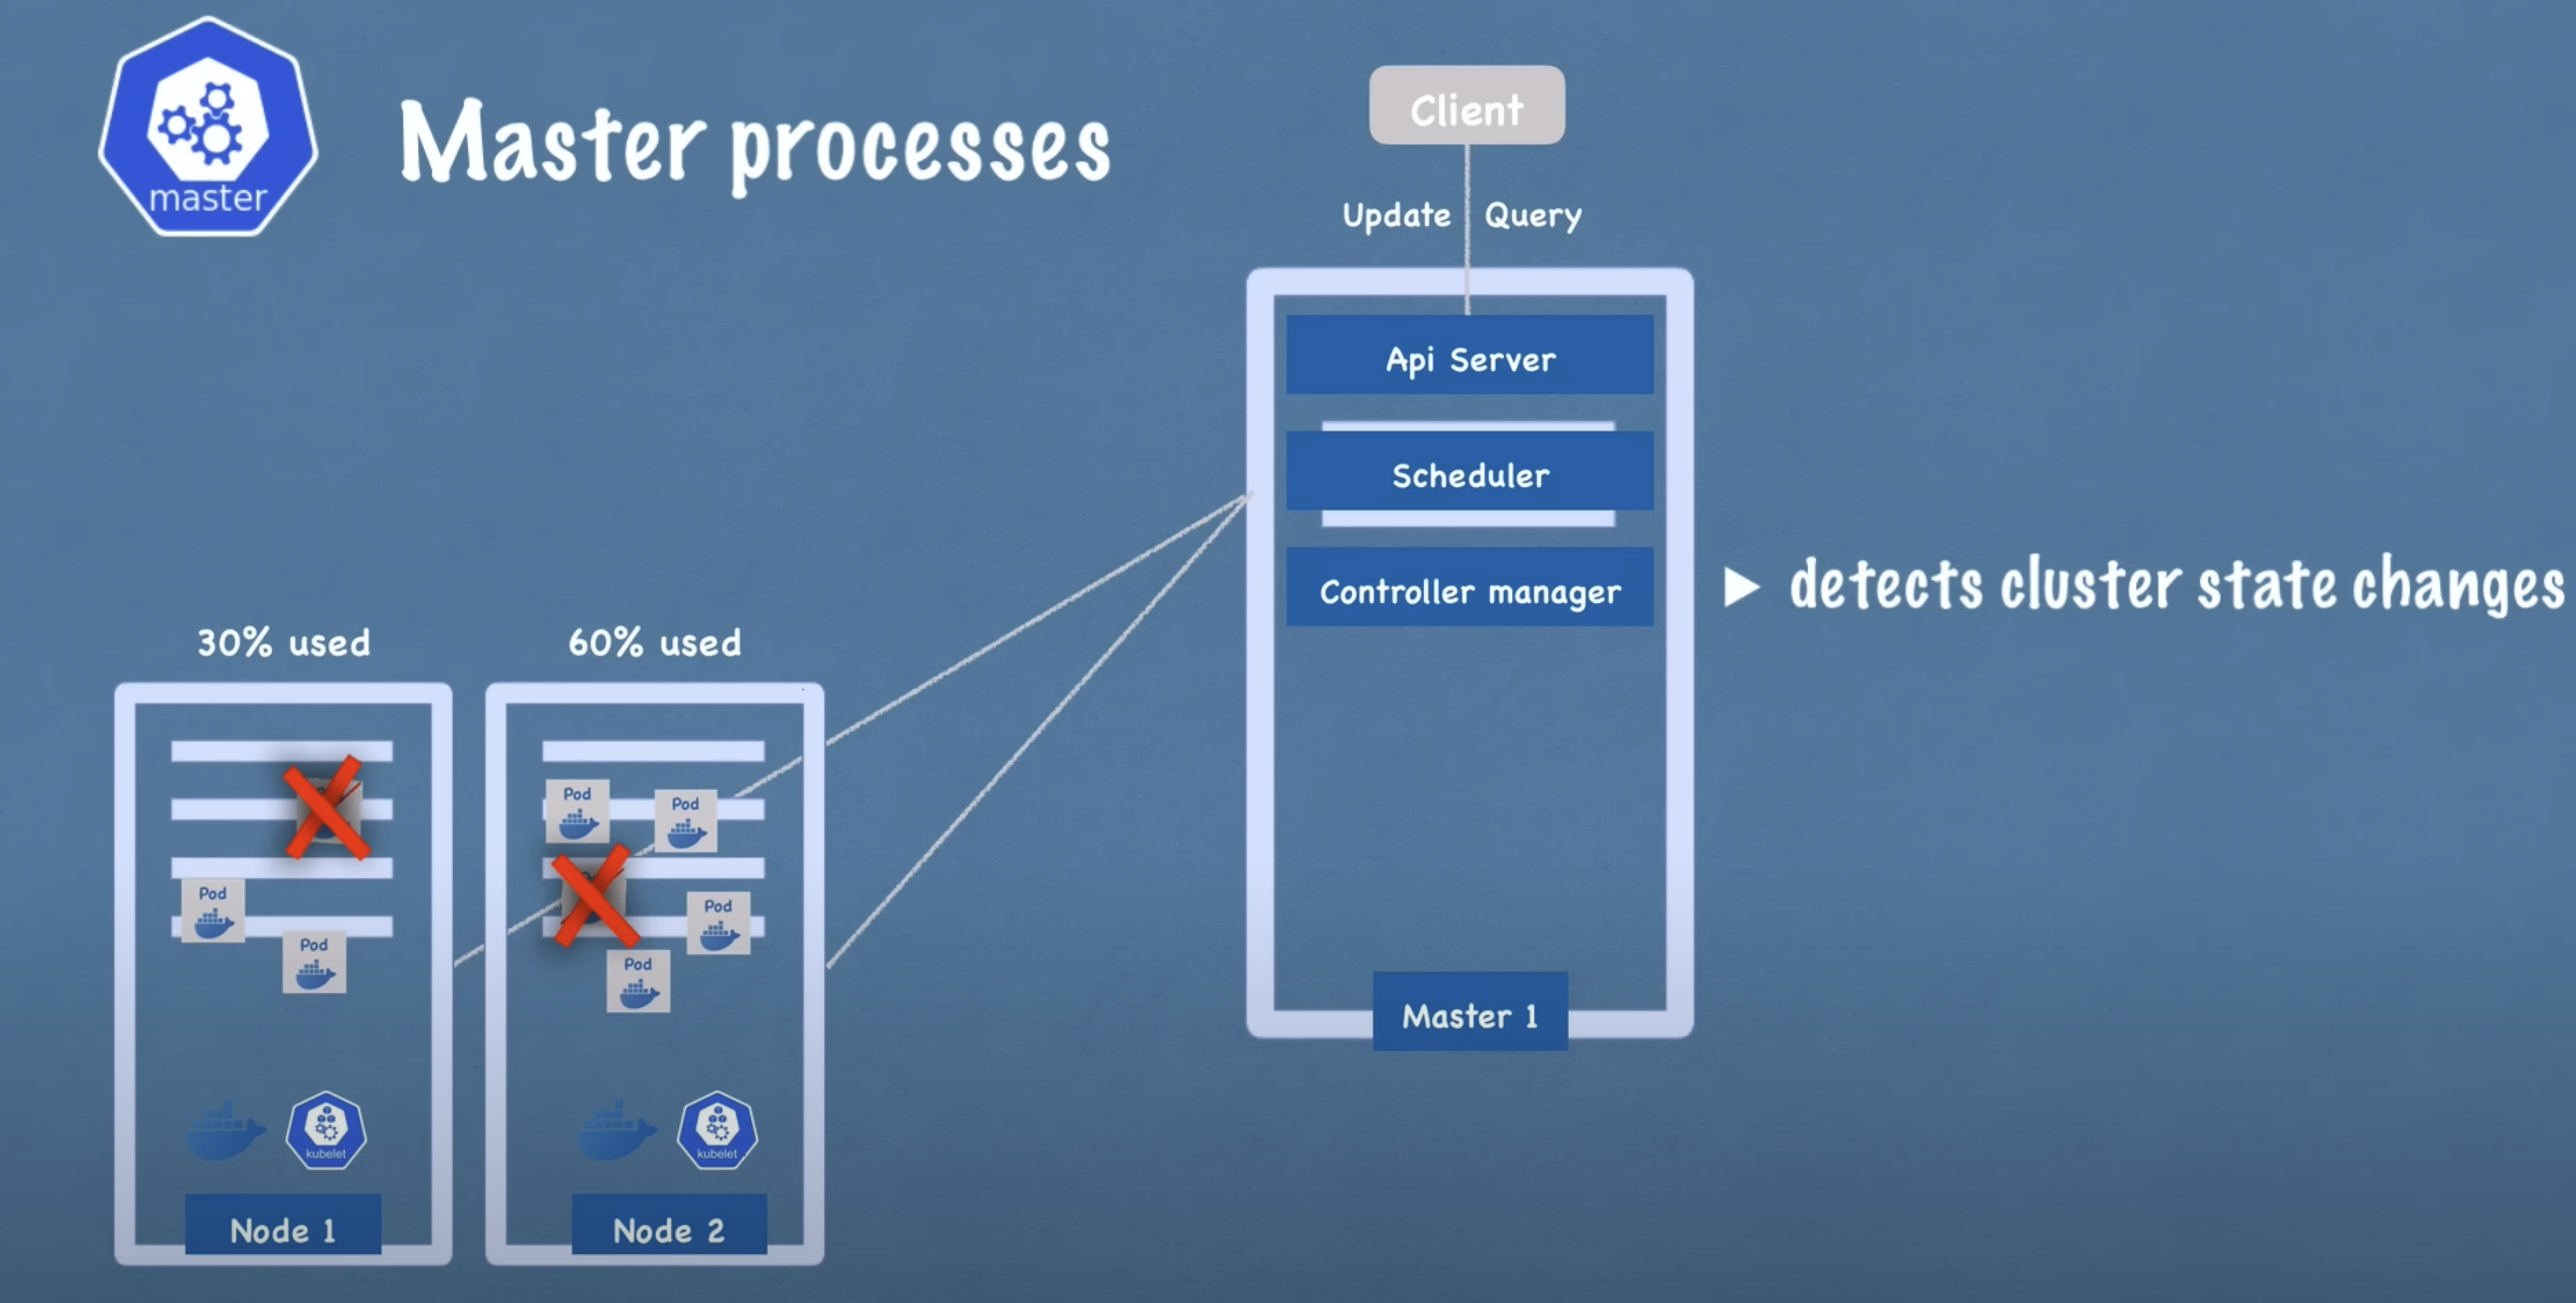 master
Master processes
Client
Update
Query
Api Server
Scheduler
Controller manager
detects cluster state changes
Master 1
30% used
60% used
Pod
Pod
Pod
Pod
Pod
Pod
kubelet
kubelet
Node 1
Node 2